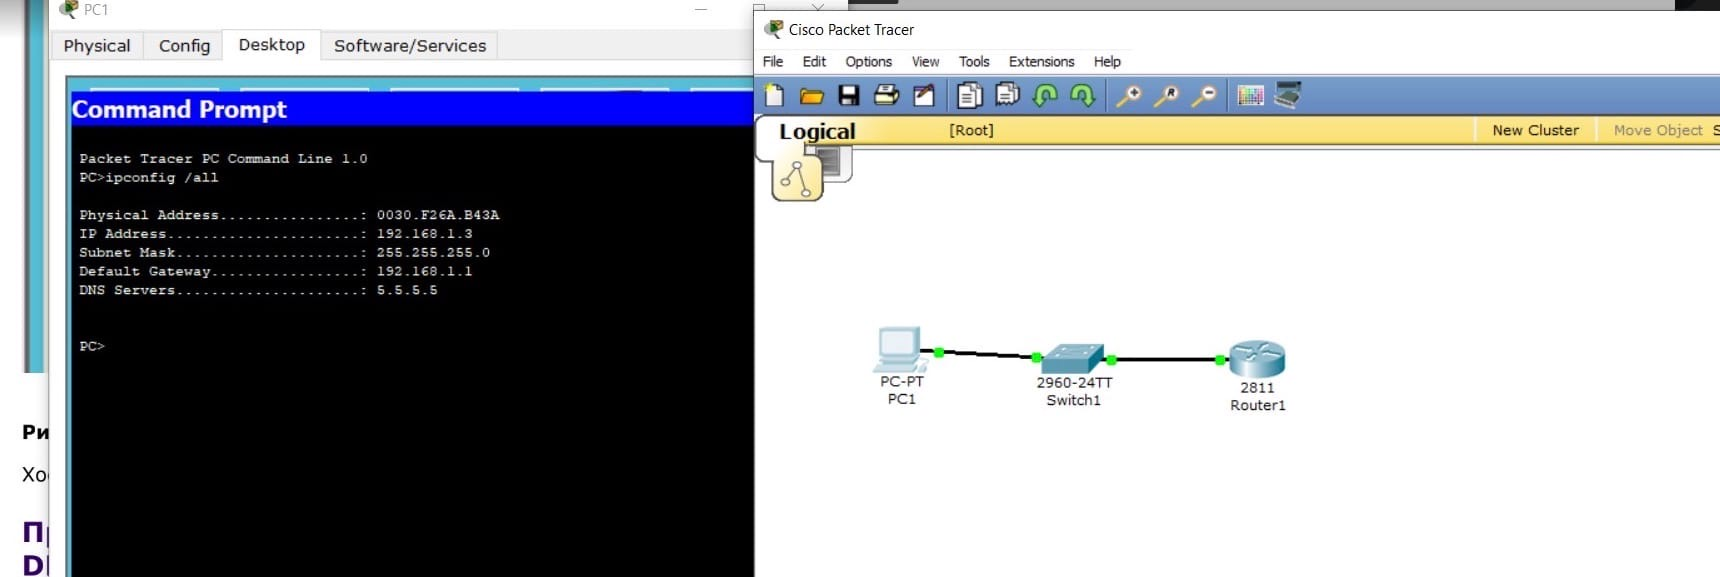 PC1
Physical Config Desktop Software/Services
Command Prompt
Packet Tracer PC Command Line 1.0
PC>ipconfig /all
Physical Address................: 0030.F26A.B43A
IP Address......................: 192.168.1.3
Subnet Mask.....................: 255.255.255.0
Default Gateway.................: 192.168.1.1
DNS Servers.....................: 5.5.5.5
PC>
Ри
Хо
Пр
Cisco Packet Tracer
File Edit Options View Tools Extensions Help
Logical [Root] New Cluster Move Object S
PC-PT
PC1
2960-24TT
Switch1
2811
Router1